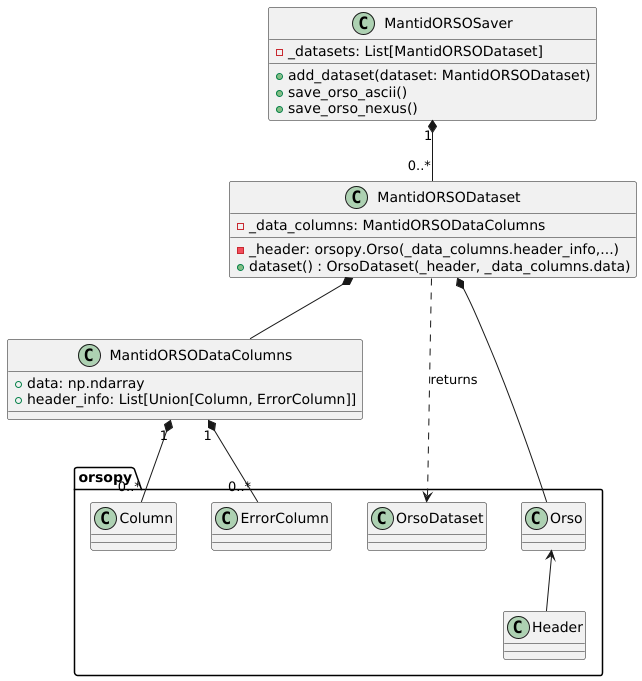 C MantidORSOSaver
_datasets: List[MantidORSODataset]
add_dataset(dataset: MantidORSODataset)
save_orso_ascii()
save_orso_nexus()
1
0..*
C MantidORSODataset
_data_columns: MantidORSODataColumns
_header: orsopy.Orso(_data_columns.header_info,...)
dataset() : OrsoDataset(_header, _data_columns.data)
C MantidORSODataColumns
data: np.ndarray
header_info: List[Union[Column, ErrorColumn]]
returns
1
1
orsopy
0..*
0..*
C Column
C ErrorColumn
C OrsoDataset
C Orso
C Header